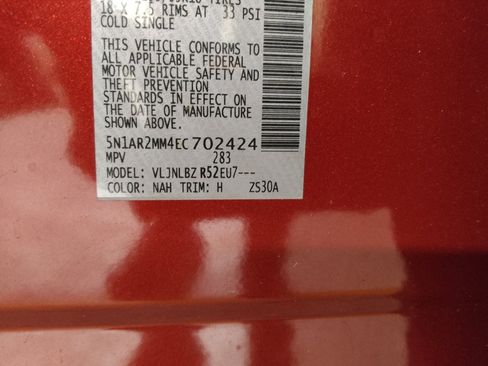 18 X 7.5 RIMS AT 33 PSI
COLD SINGLE
THIS VEHICLE CONFORMS TO
ALL APPLICABLE FEDERAL
MOTOR VEHICLE SAFETY AND
THEFT PREVENTION
STANDARDS IN EFFECT ON
THE DATE OF MANUFACTURE
SHOWN ABOVE.
5N1AR2MM4EC702424
MPV 283
MODEL: VLJNLBZ R52EU7---
COLOR: NAH TRIM: H ZS30A